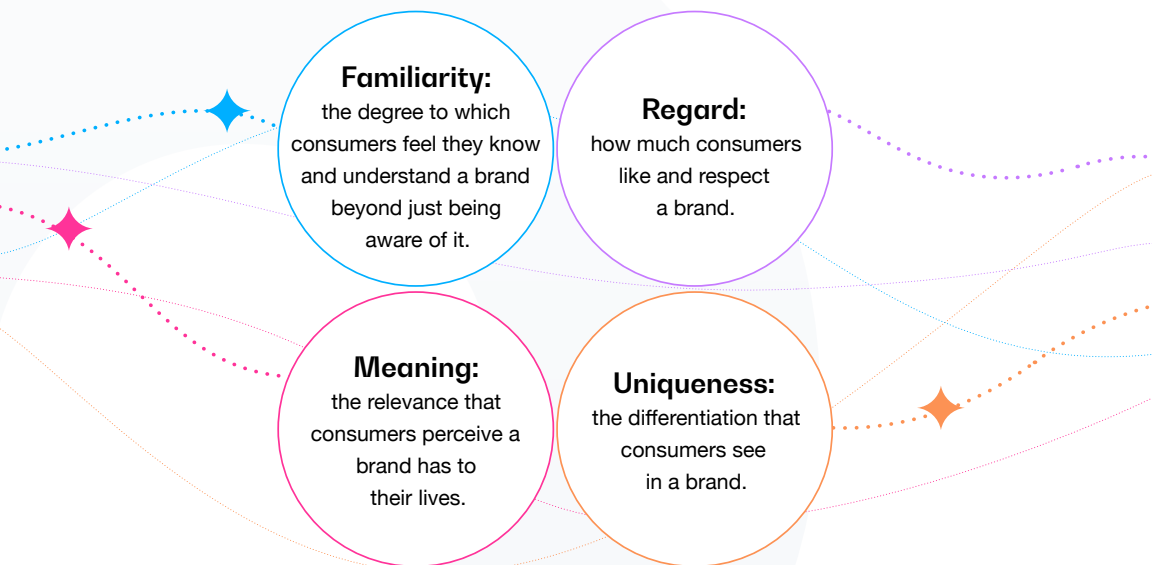 Familiarity:
the degree to which
consumers feel they know
and understand a brand
beyond just being
aware of it.
Regard:
how much consumers
like and respect
a brand.
Meaning:
the relevance that
consumers perceive a
brand has to
their lives.
Uniqueness:
the differentiation that
consumers see
in a brand.